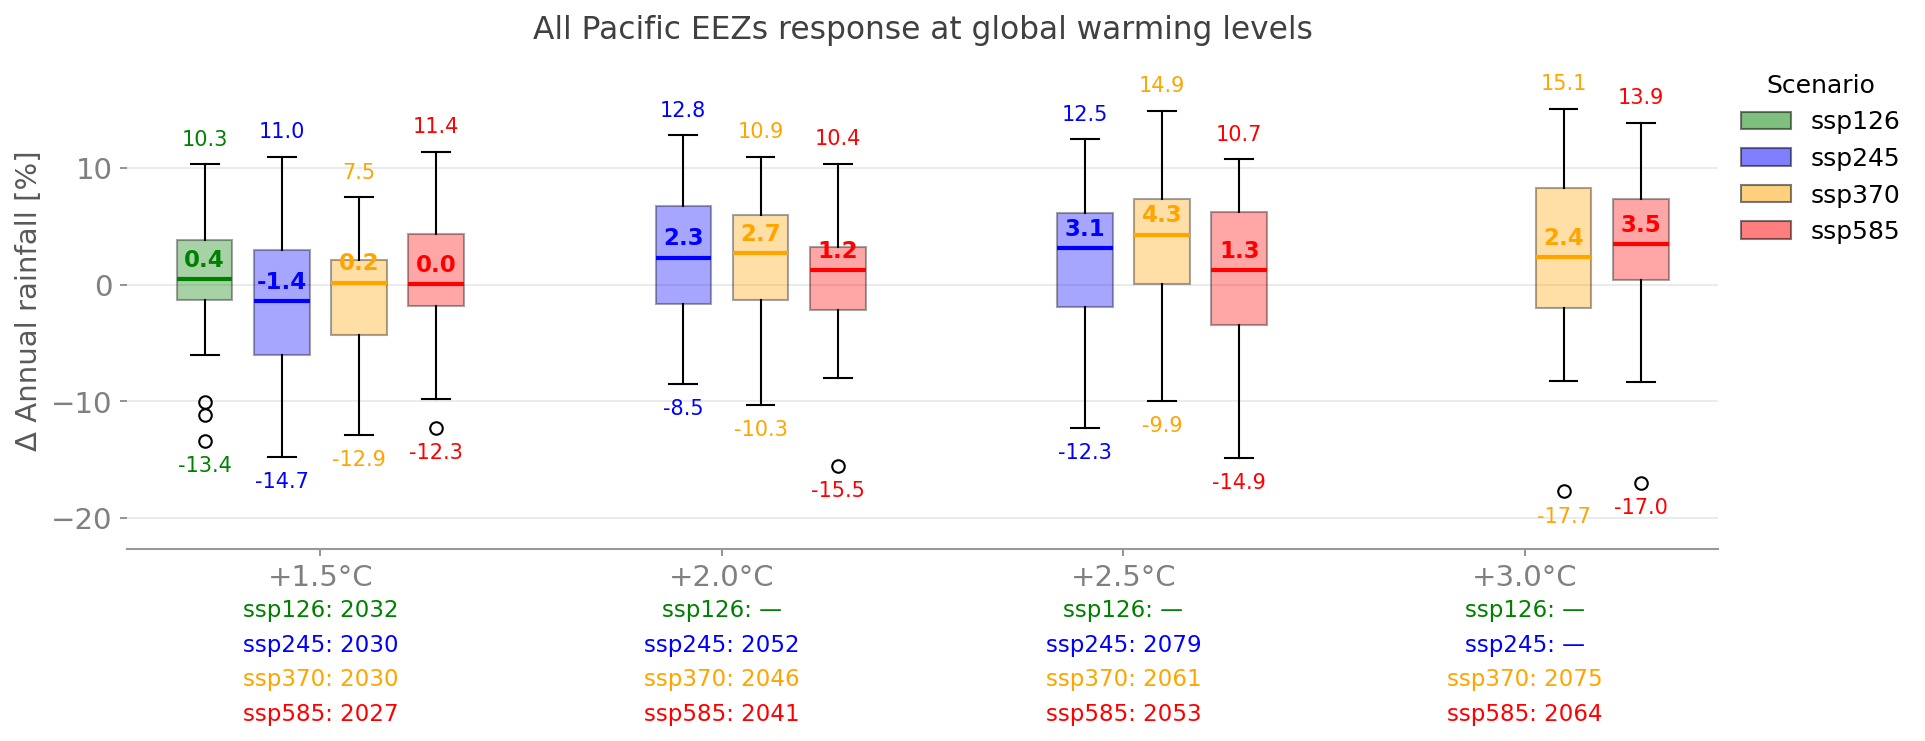 All Pacific EEZs response at global warming levels
Δ Annual rainfall [%]
10
0
−10
−20
10.3
0.4
-13.4
11.0
-1.4
-14.7
7.5
0.2
-12.9
11.4
0.0
-12.3
12.8
2.3
-8.5
10.9
2.7
-10.3
10.4
1.2
-15.5
12.5
3.1
-12.3
14.9
4.3
-9.9
10.7
1.3
-14.9
15.1
2.4
-17.7
13.9
3.5
-17.0
Scenario
ssp126
ssp245
ssp370
ssp585
+1.5°C
ssp126: 2032
ssp245: 2030
ssp370: 2030
ssp585: 2027
+2.0°C
ssp126: —
ssp245: 2052
ssp370: 2046
ssp585: 2041
+2.5°C
ssp126: —
ssp245: 2079
ssp370: 2061
ssp585: 2053
+3.0°C
ssp126: —
ssp245: —
ssp370: 2075
ssp585: 2064